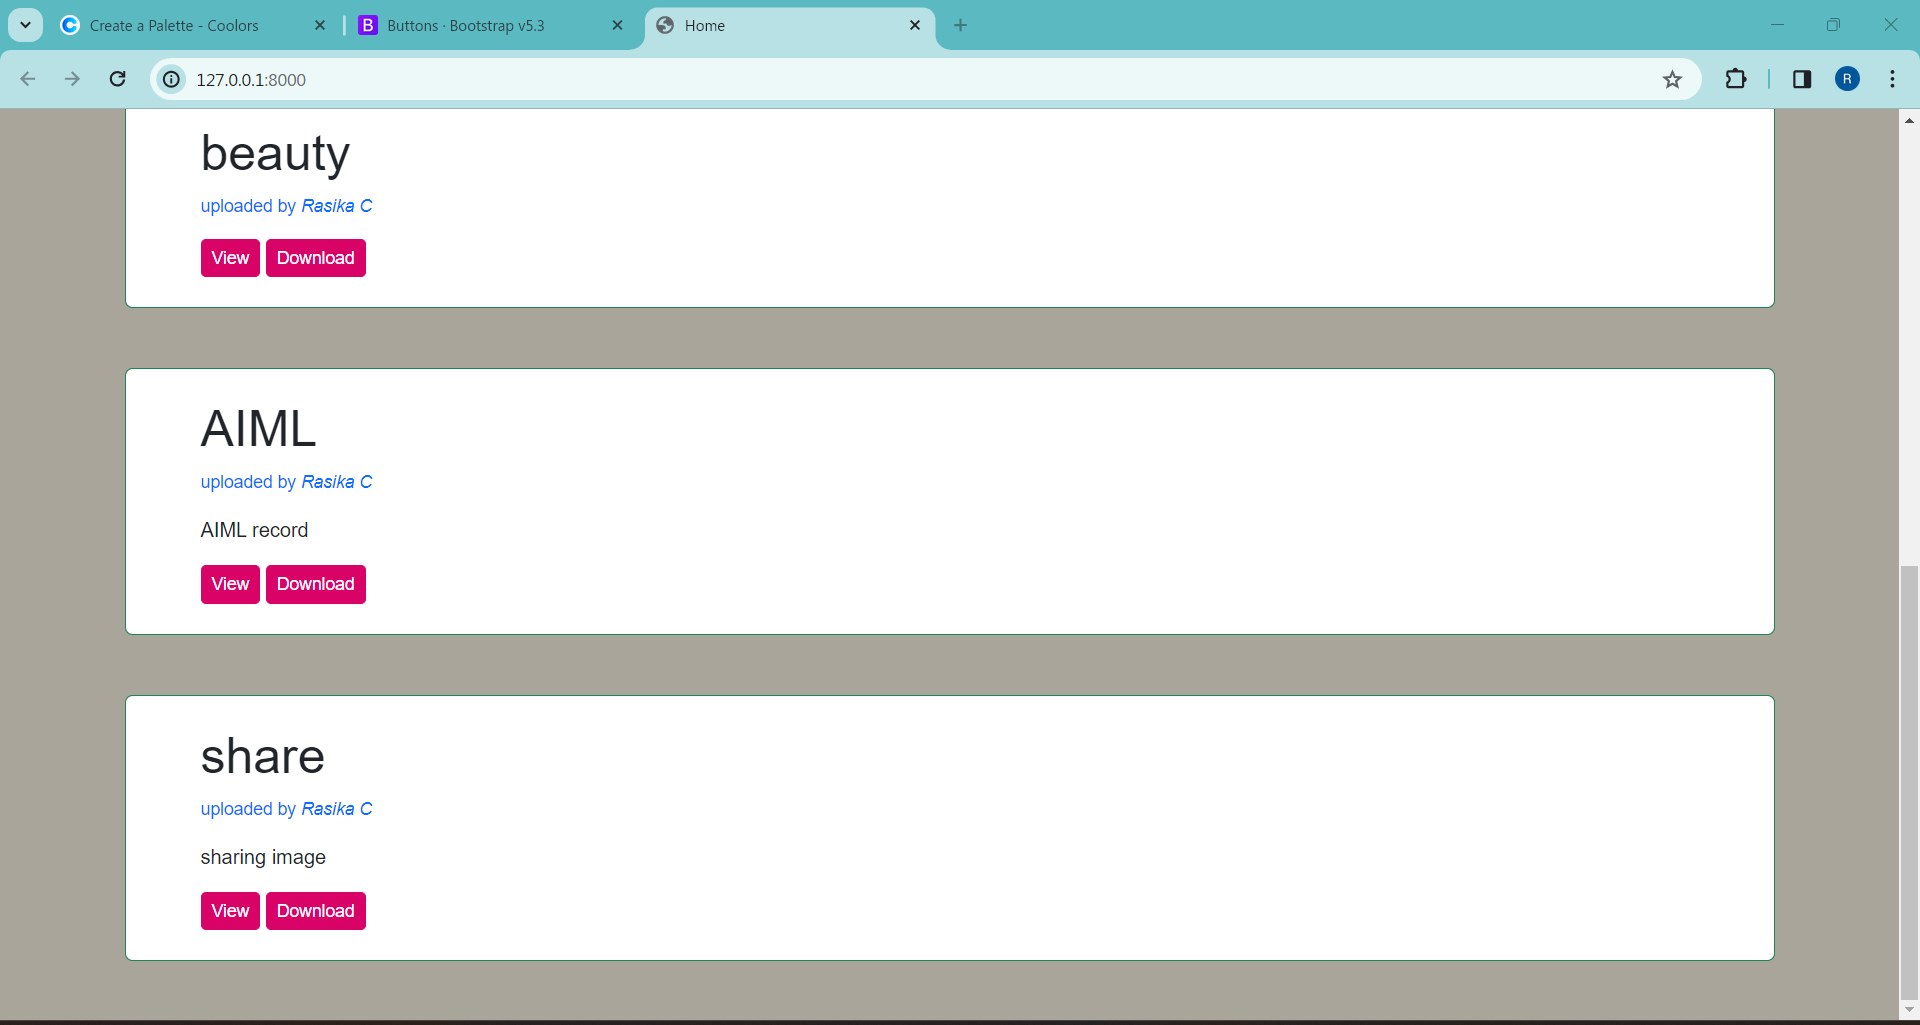 Create a Palette - Coolors
B Buttons · Bootstrap v5.3
Home
127.0.0.1:8000
R
beauty
uploaded by Rasika C
View Download
AIML
uploaded by Rasika C
AIML record
View Download
share
uploaded by Rasika C
sharing image
View Download